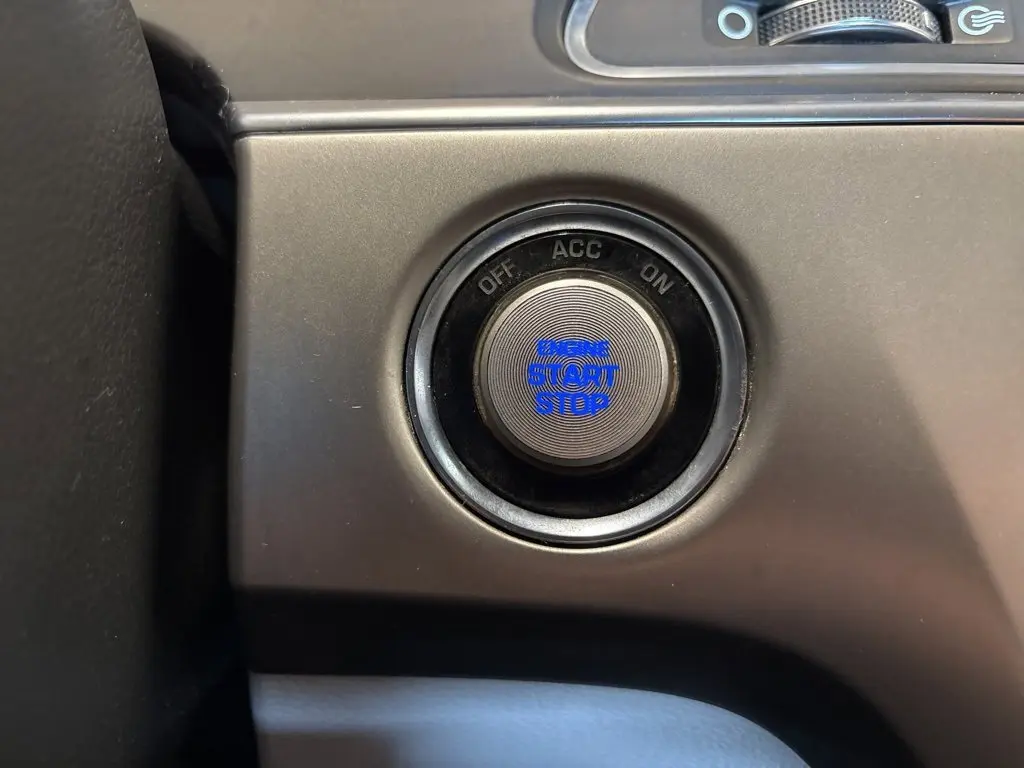 OFF ACC ON
ENGINE
START
STOP